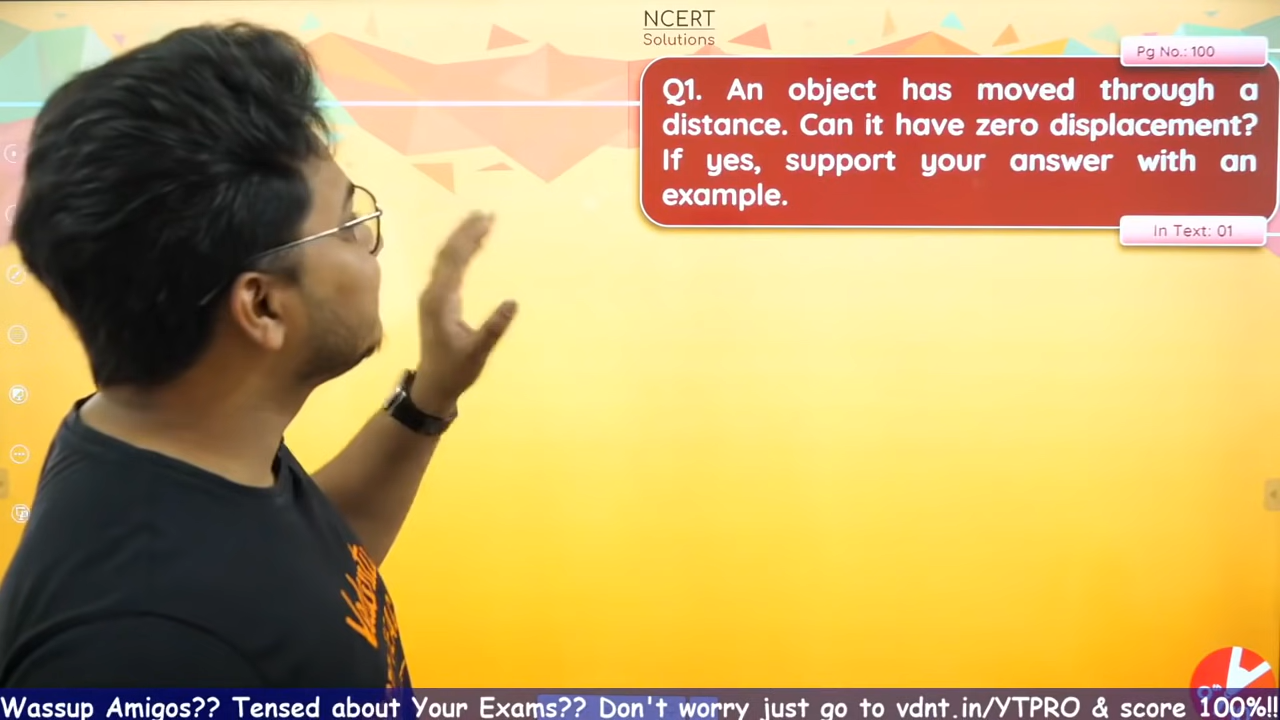 NCERT
Solutions
Pg No.: 100
Q1. An object has moved through a
distance. Can it have zero displacement?
If yes, support your answer with an
example.
In Text: 01
Wassup Amigos?? Tensed about Your Exams?? Don't worry just go to vdnt.in/YTPRO & score 100%!!